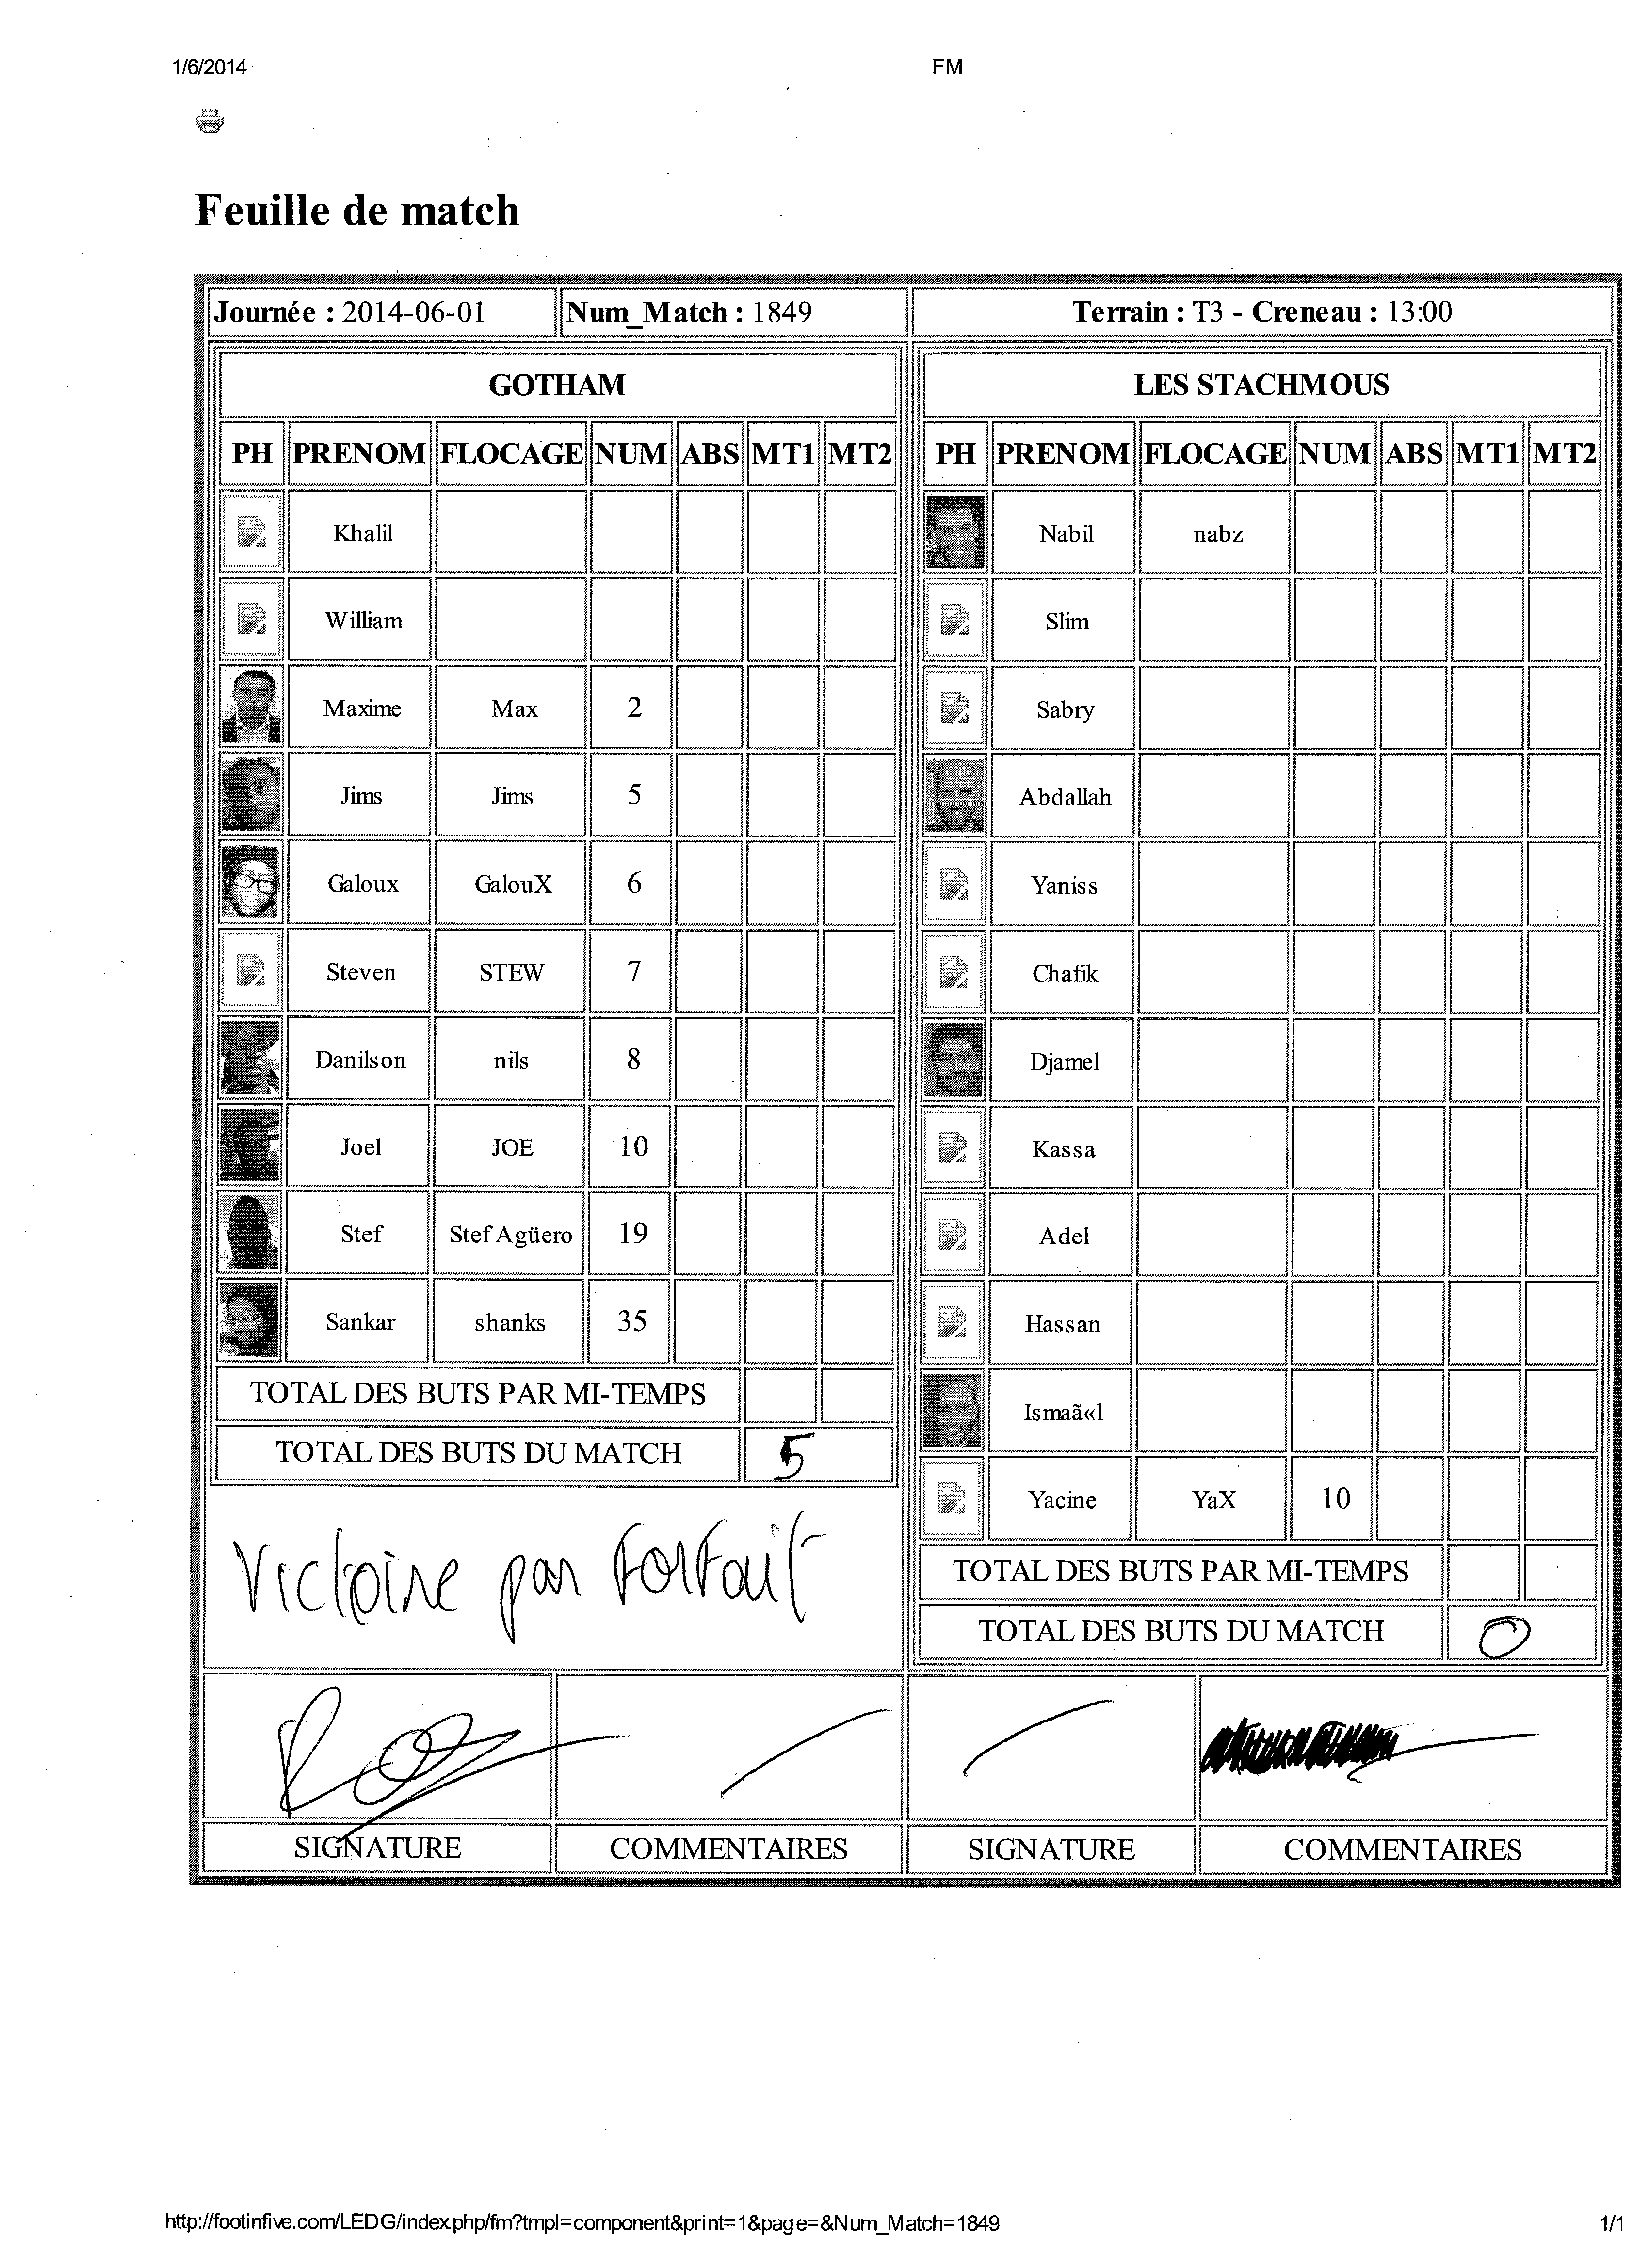 1/6/2014 FM
Feuille de match
Journée : 2014-06-01 Num_Match : 1849 Terrain : T3 - Creneau : 13:00
GOTHAM
PH PRENOM FLOCAGE NUM ABS MT1 MT2
Khalil
William
Maxime Max 2
Jims Jims 5
Galoux GalouX 6
Steven STEW 7
Danilson nils 8
Joel JOE 10
Stef Stef Agüero 19
Sankar shanks 35
TOTAL DES BUTS PAR MI-TEMPS
TOTAL DES BUTS DU MATCH 5
Victoire par Forfait
LES STACHMOUS
PH PRENOM FLOCAGE NUM ABS MT1 MT2
Nabil nabz
Slim
Sabry
Abdallah
Yaniss
Chafik
Djamel
Kassa
Adel
Hassan
Ismaã«l
Yacine YaX 10
TOTAL DES BUTS PAR MI-TEMPS
TOTAL DES BUTS DU MATCH 0
SIGNATURE COMMENTAIRES SIGNATURE COMMENTAIRES
http://footinfive.com/LEDG/index.php/fm?tmpl=component&print=1&page=&Num_Match=1849 1/1